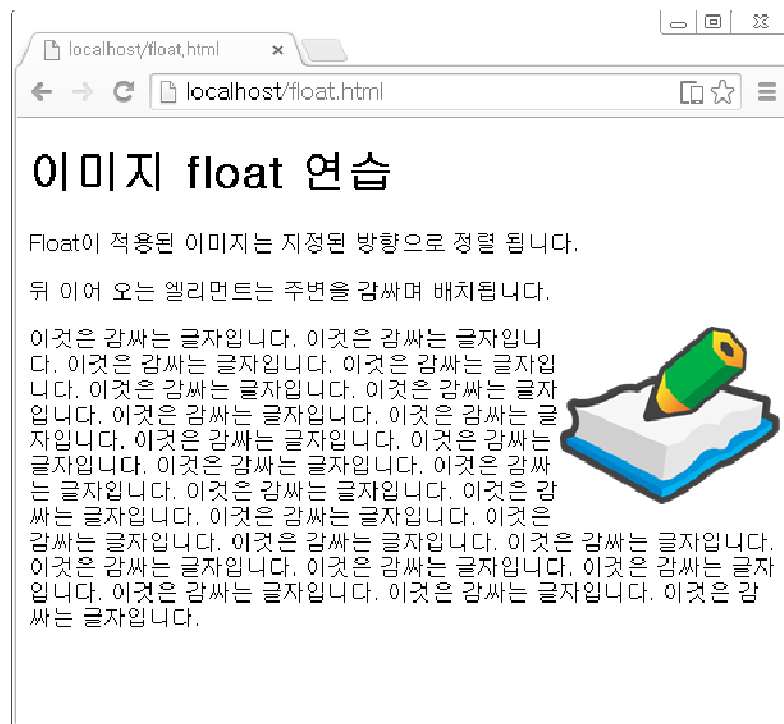 localhost/float.html
localhost/float.html
이미지 float 연습
Float이 적용된 이미지는 지정된 방향으로 정렬 됩니다.
뒤 이어 오는 엘리먼트는 주변을 감싸며 배치됩니다.
이것은 감싸는 글자입니다. 이것은 감싸는 글자입니
다. 이것은 감싸는 글자입니다. 이것은 감싸는 글자입
니다. 이것은 감싸는 글자입니다. 이것은 감싸는 글자
입니다. 이것은 감싸는 글자입니다. 이것은 감싸는 글
자입니다. 이것은 감싸는 글자입니다. 이것은 감싸는
글자입니다. 이것은 감싸는 글자입니다. 이것은 감싸
는 글자입니다. 이것은 감싸는 글자입니다. 이것은 감
싸는 글자입니다. 이것은 감싸는 글자입니다. 이것은
감싸는 글자입니다. 이것은 감싸는 글자입니다. 이것은 감싸는 글자입니다.
이것은 감싸는 글자입니다. 이것은 감싸는 글자입니다. 이것은 감싸는 글자
입니다. 이것은 감싸는 글자입니다. 이것은 감싸는 글자입니다. 이것은 감
싸는 글자입니다.